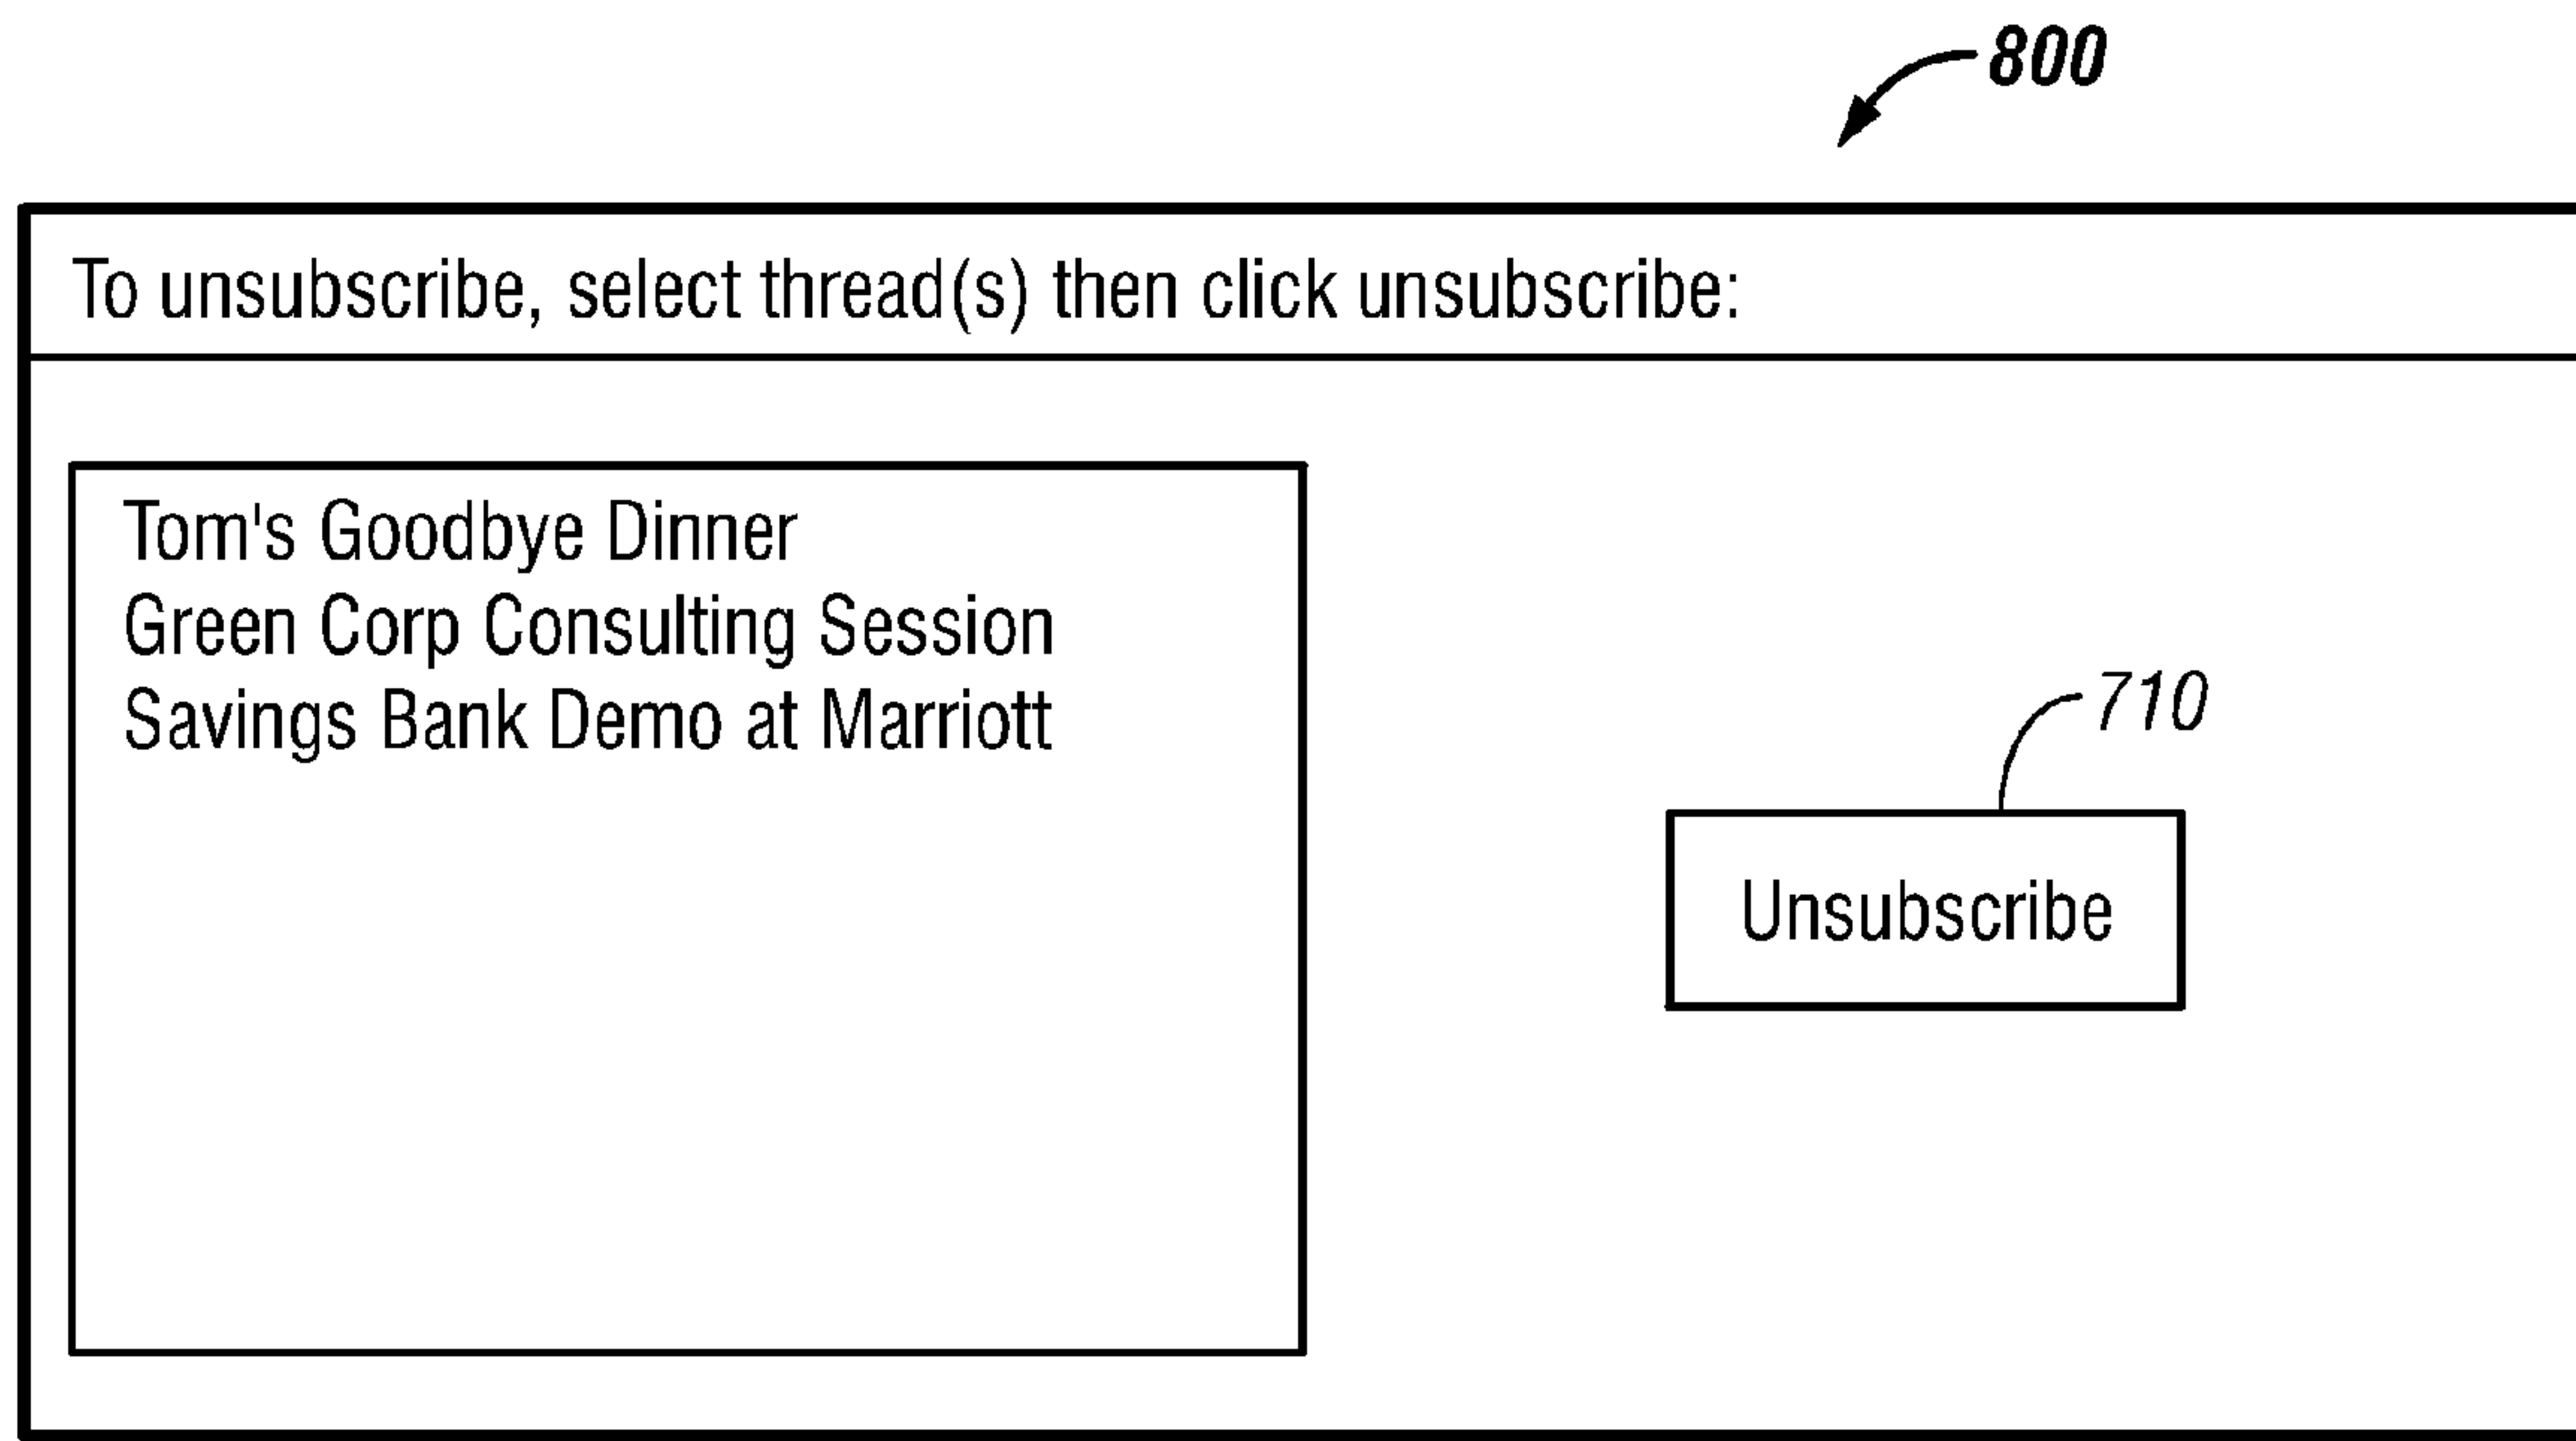 800
To unsubscribe, select thread(s) then click unsubscribe:
Tom's Goodbye Dinner
Green Corp Consulting Session
Savings Bank Demo at Marriott
710
Unsubscribe